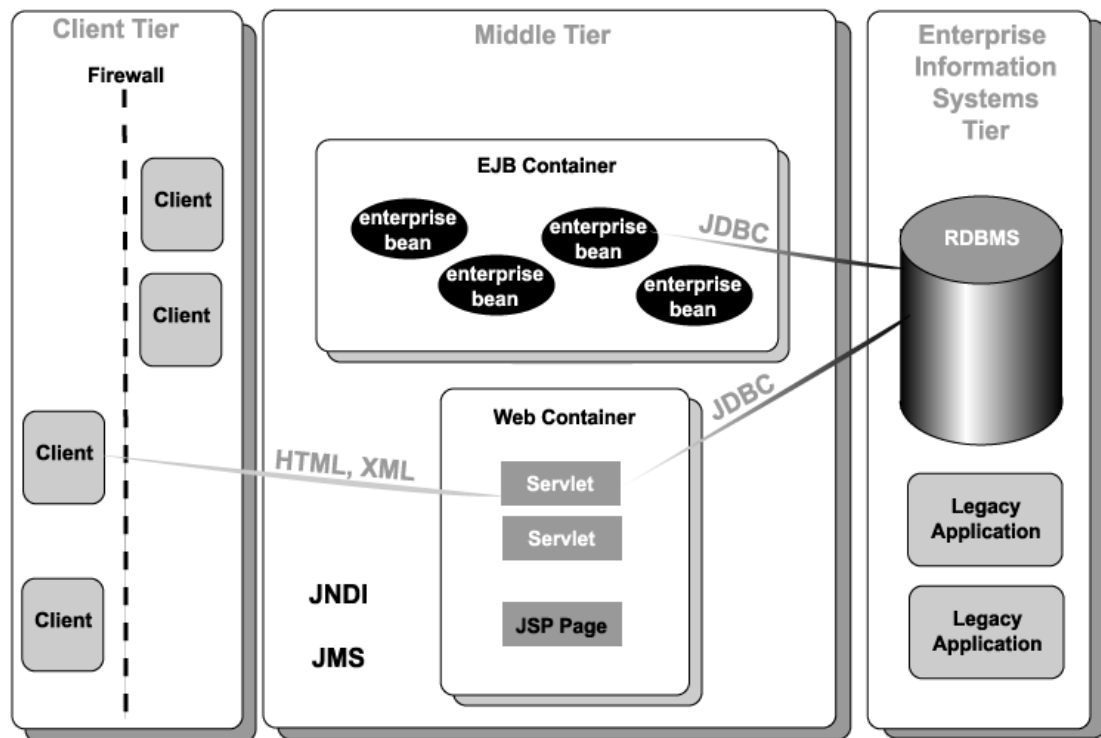 Client Tier
Firewall
Client
Client
Client
Client
Middle Tier
EJB Container
enterprise
bean
enterprise
bean
enterprise
bean
enterprise
bean
JDBC
JDBC
HTML, XML
Web Container
Servlet
Servlet
JSP Page
JNDI
JMS
Enterprise
Information
Systems
Tier
RDBMS
Legacy
Application
Legacy
Application